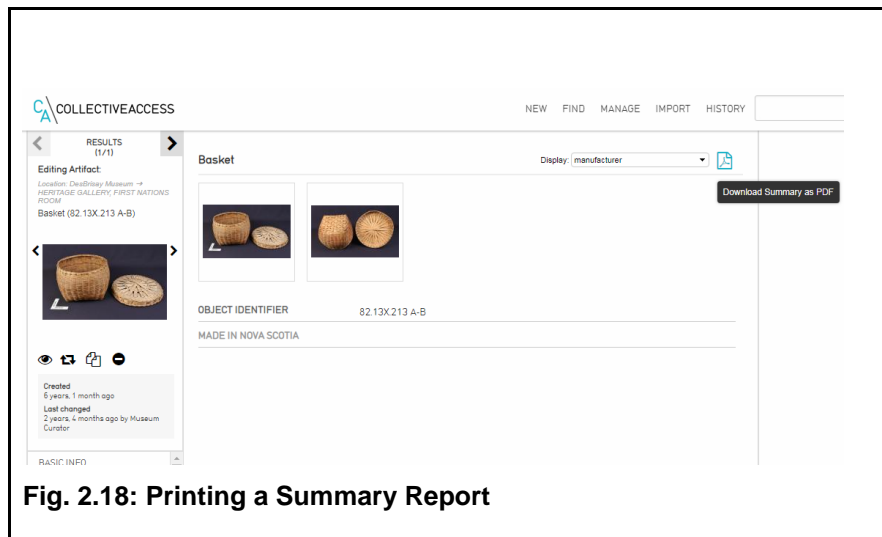 CA COLLECTIVEACCESS
NEW FIND MANAGE IMPORT HISTORY
RESULTS
(1/1)
Editing Artifact:
Location: DesBrisay Museum →
HERITAGE GALLERY, FIRST NATIONS
ROOM
Basket (82.13X.213 A-B)
Created
6 years, 1 month ago
Last changed
2 years, 4 months ago by Museum
Curator
BASIC INFO
Basket
Display: manufacturer
Download Summary as PDF
OBJECT IDENTIFIER 82.13X.213 A-B
MADE IN NOVA SCOTIA
Fig. 2.18: Printing a Summary Report